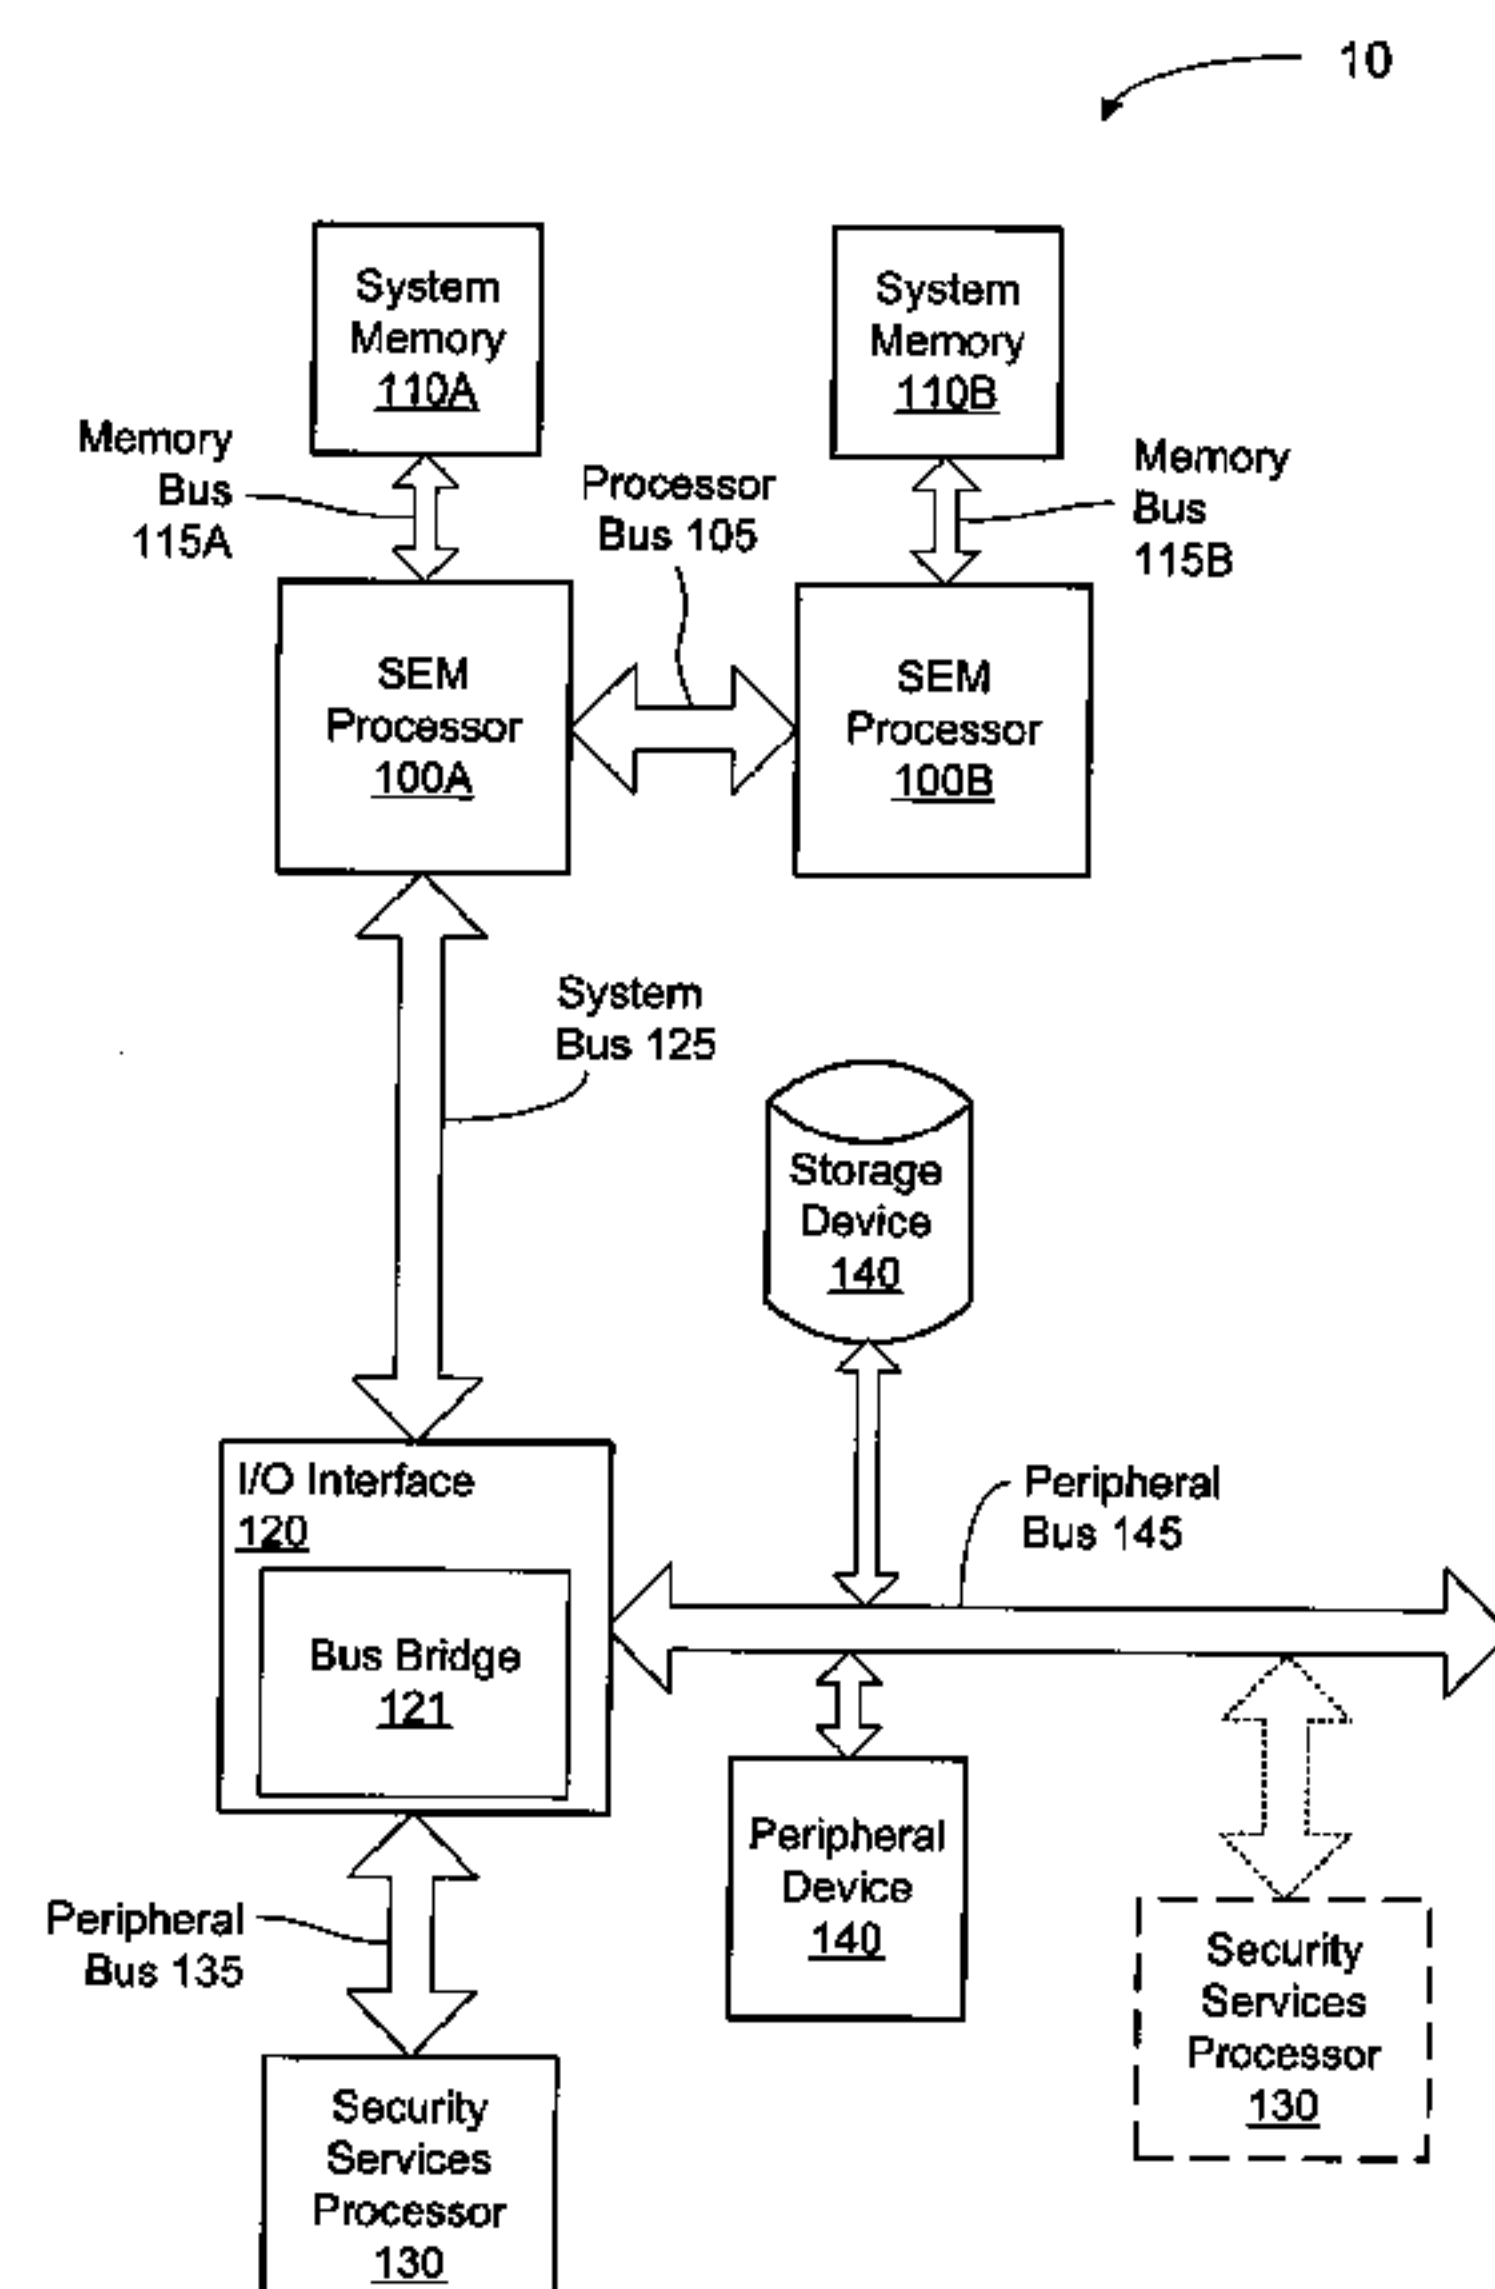 10
System
Memory
110A
System
Memory
110B
Memory
Bus
115A
Processor
Bus 105
Memory
Bus
115B
SEM
Processor
100A
SEM
Processor
100B
System
Bus 125
Storage
Device
140
I/O Interface
120
Bus Bridge
121
Peripheral
Bus 145
Peripheral
Device
140
Peripheral
Bus 135
Security
Services
Processor
130
Security
Services
Processor
130